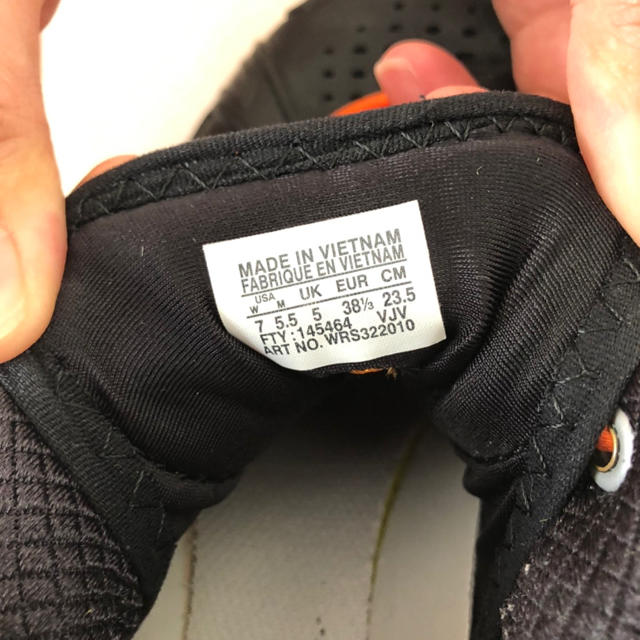 MADE IN VIETNAM
FABRIQUE EN VIETNAM
USA
W M UK EUR CM
7 5.5 5 38⅓ 23.5
FTY: 145464 VJV
ART NO. WRS322010